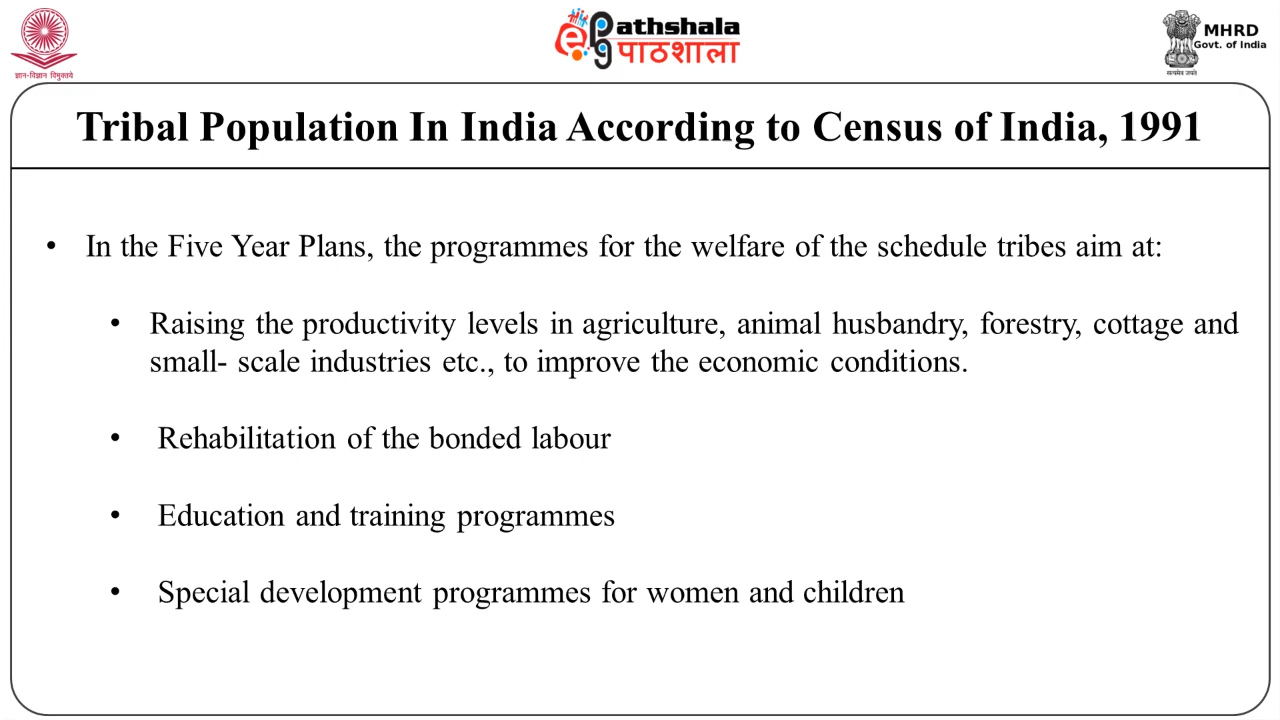 ज्ञान-विज्ञान विमुक्तये
ePathshala
पाठशाला
MHRD
Govt. of India
सत्यमेव जयते
Tribal Population In India According to Census of India, 1991
• In the Five Year Plans, the programmes for the welfare of the schedule tribes aim at:
• Raising the productivity levels in agriculture, animal husbandry, forestry, cottage and
small- scale industries etc., to improve the economic conditions.
• Rehabilitation of the bonded labour
• Education and training programmes
• Special development programmes for women and children